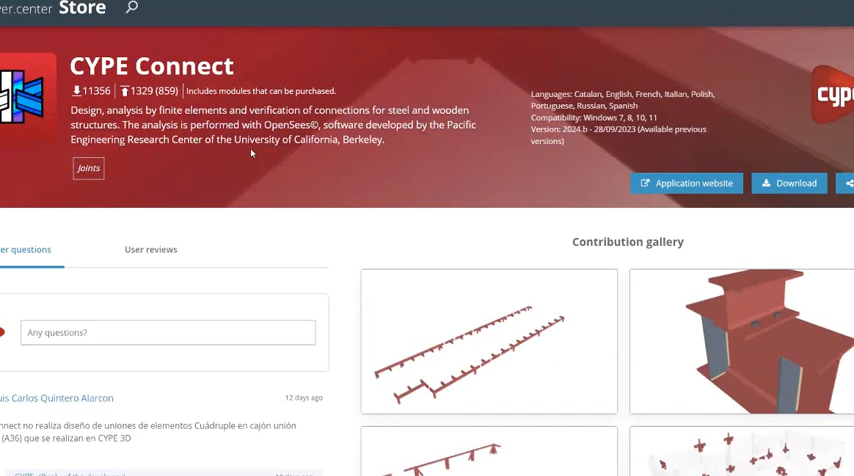 ver.center Store
CYPE Connect
11356 1329 (859) Includes modules that can be purchased.
Design, analysis by finite elements and verification of connections for steel and wooden
structures. The analysis is performed with OpenSees©, software developed by the Pacific
Engineering Research Center of the University of California, Berkeley.
Joints
Languages: Catalan, English, French, Italian, Polish,
Portuguese, Russian, Spanish
Compatibility: Windows 7, 8, 10, 11
Version: 2024.b - 28/09/2023 (Available previous
versions)
cype
Application website
Download
er questions
User reviews
Contribution gallery
Any questions?
uis Carlos Quintero Alarcon
12 days ago
onnect no realiza diseño de uniones de elementos Cuádruple en cajón unión
(A36) que se realizan en CYPE 3D